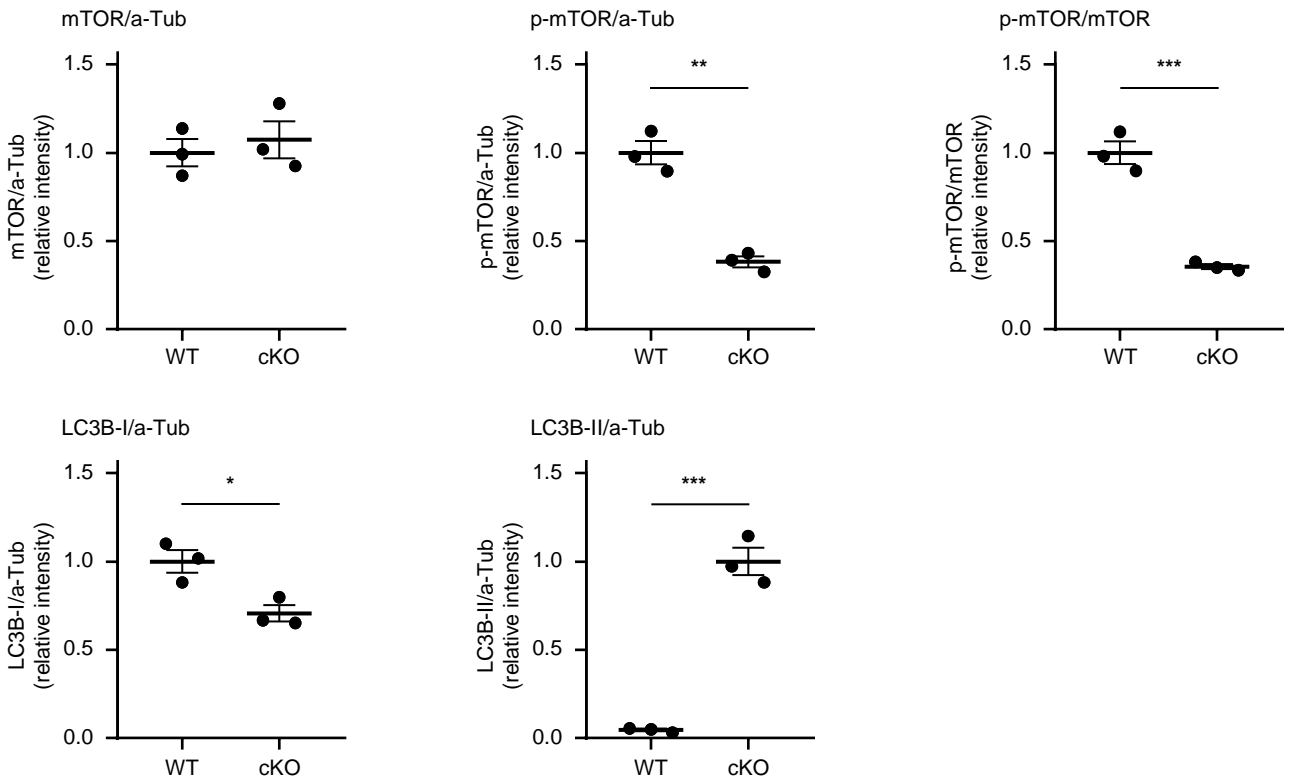 mTOR/a-Tub
mTOR/a-Tub
(relative intensity)
1.5
1.0
0.5
0.0
WT cKO
p-mTOR/a-Tub
p-mTOR/a-Tub
(relative intensity)
1.5
1.0
0.5
0.0
**
WT cKO
p-mTOR/mTOR
p-mTOR/mTOR
(relative intensity)
1.5
1.0
0.5
0.0
***
WT cKO
LC3B-I/a-Tub
LC3B-I/a-Tub
(relative intensity)
1.5
1.0
0.5
0.0
*
WT cKO
LC3B-II/a-Tub
LC3B-II/a-Tub
(relative intensity)
1.5
1.0
0.5
0.0
***
WT cKO